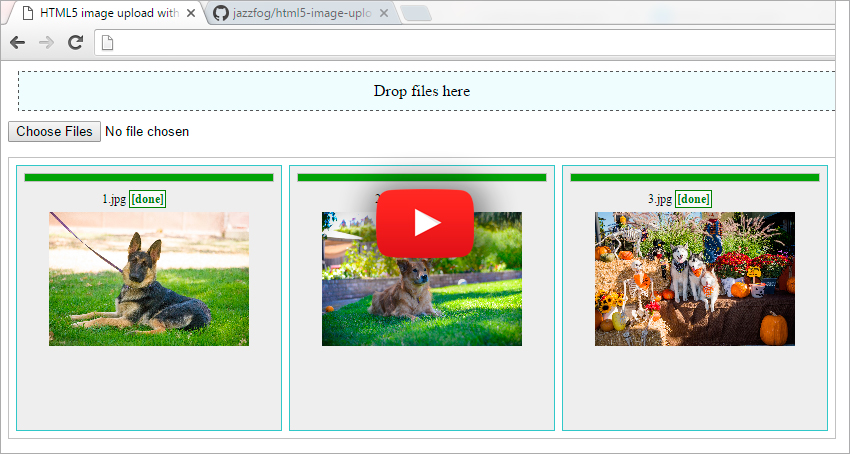 HTML5 image upload with
jazzfog/html5-image-uplo
Drop files here
Choose Files No file chosen
1.jpg [done]
3.jpg [done]